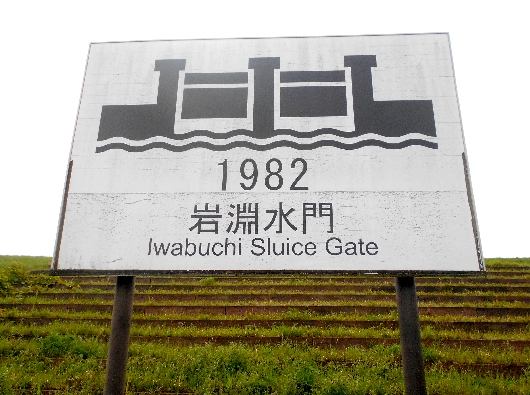 1982
岩淵水門
Iwabuchi Sluice Gate